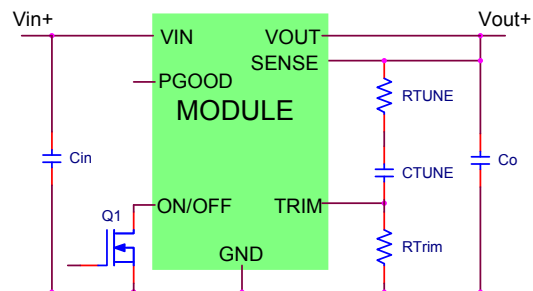 Vin+
Vout+
VIN
VOUT
SENSE
PGOOD
MODULE
RTUNE
Cin
CTUNE
Co
Q1
ON/OFF
TRIM
RTrim
GND